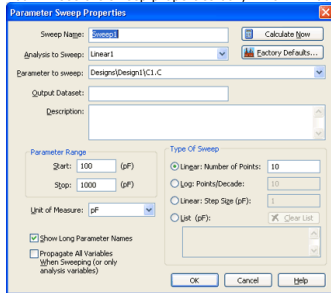 Parameter Sweep Properties
Sweep Name: Sweep1
Calculate Now
Analysis to Sweep: Linear1
Factory Defaults...
Parameter to sweep: Designs\Design1\C1.C
Output Dataset:
Description:
Parameter Range
Start: 100 (pF)
Stop: 1000 (pF)
Unit of Measure: pF
Show Long Parameter Names
Propagate All Variables
When Sweeping (or only
analysis variables)
Type Of Sweep
Linear: Number of Points: 10
Log: Points/Decade: 10
Linear: Step Size (pF): 1
List (pF): Clear List
OK Cancel Help